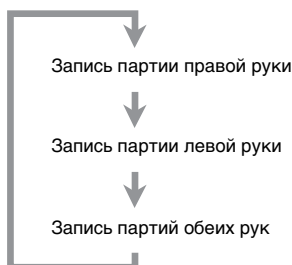 Запись партии правой руки
Запись партии левой руки
Запись партий обеих рук